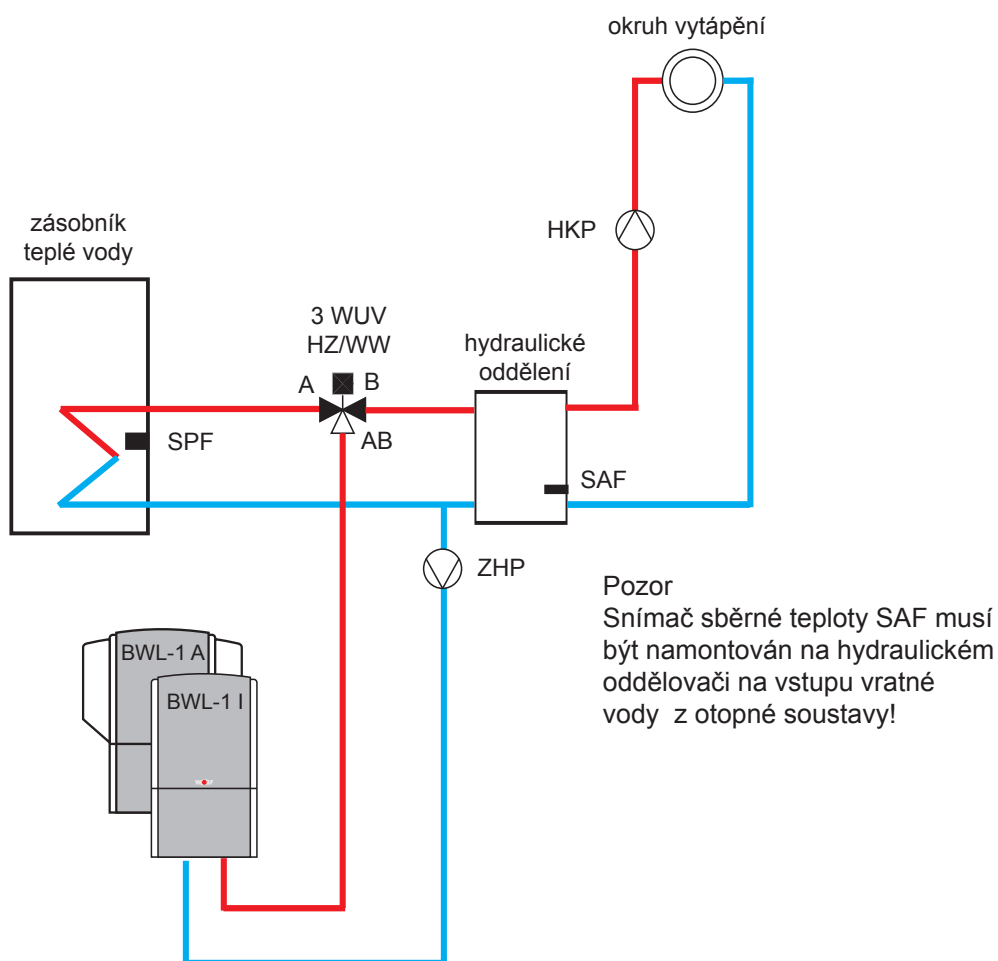 okruh vytápění
HKP
zásobník
teplé vody
3 WUV
HZ/WW
A
B
AB
hydraulické
oddělení
SPF
SAF
ZHP
Pozor
Snímač sběrné teploty SAF musí
být namontován na hydraulickém
oddělovači na vstupu vratné
vody  z otopné soustavy!
BWL-1 A
BWL-1 I